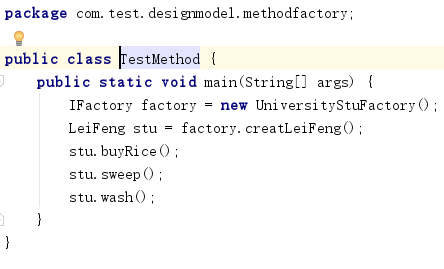 package com.test.designmodel.methodfactory;
public class TestMethod {
public static void main(String[] args) {
IFactory factory = new UniversityStuFactory();
LeiFeng stu = factory.creatLeiFeng();
stu.buyRice();
stu.sweep();
stu.wash();
}
}